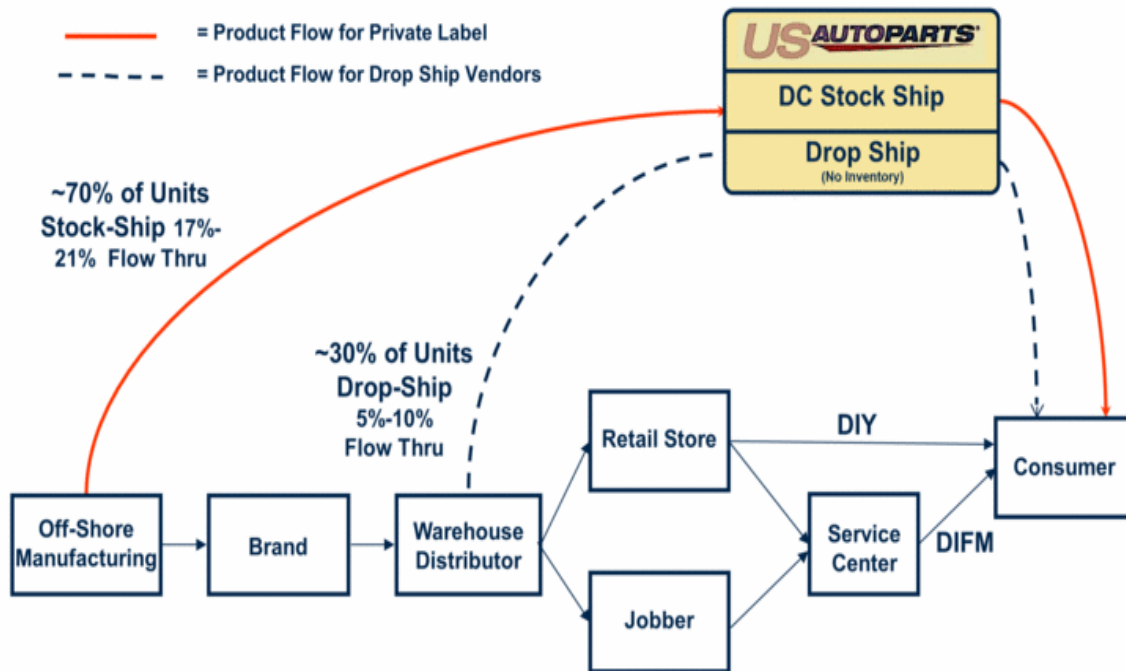 = Product Flow for Private Label
= Product Flow for Drop Ship Vendors
US AUTOPARTS®
DC Stock Ship
Drop Ship
(No Inventory)
~70% of Units
Stock-Ship 17%-
21% Flow Thru
~30% of Units
Drop-Ship
5%-10%
Flow Thru
Off-Shore
Manufacturing
Brand
Warehouse
Distributor
Retail Store
Jobber
DIY
Service
Center
DIFM
Consumer